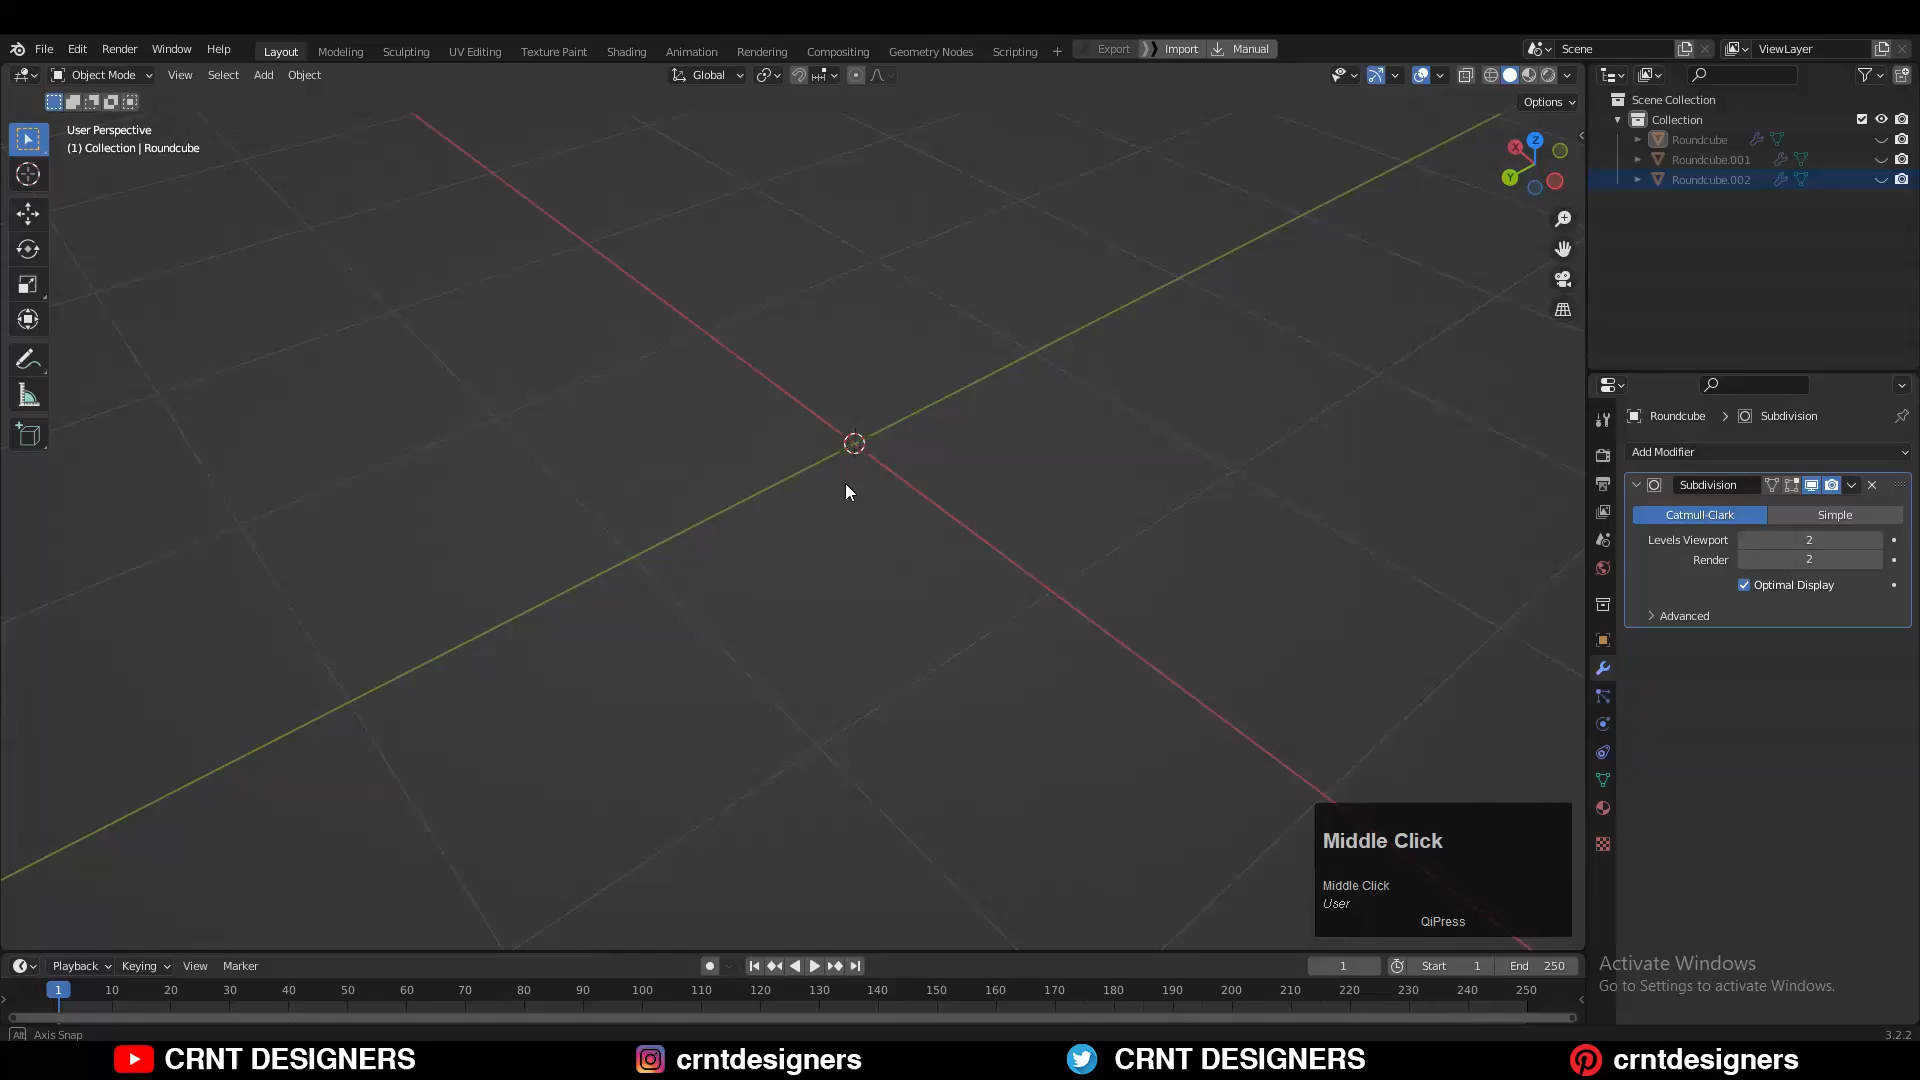 File Edit Render Window Help Layout Modeling Sculpting UV Editing Texture Paint Shading Animation Rendering Compositing Geometry Nodes Scripting + Export Import Manual Scene ViewLayer
Object Mode View Select Add Object Global
Options
User Perspective
(1) Collection | Roundcube
Z
X
Y
Scene Collection
Collection
Roundcube
Roundcube.001
Roundcube.002
Roundcube > Subdivision
Add Modifier
Subdivision
Catmull-Clark Simple
Levels Viewport 2
Render 2
Optimal Display
Advanced
Middle Click
Middle Click
User
QiPress
Activate Windows
Go to Settings to activate Windows.
Playback Keying View Marker 1 Start 1 End 250
1 10 20 30 40 50 60 70 80 90 100 110 120 130 140 150 160 170 180 190 200 210 220 230 240 250
Alt Axis Snap
3.2.2
CRNT DESIGNERS crntdesigners CRNT DESIGNERS crntdesigners